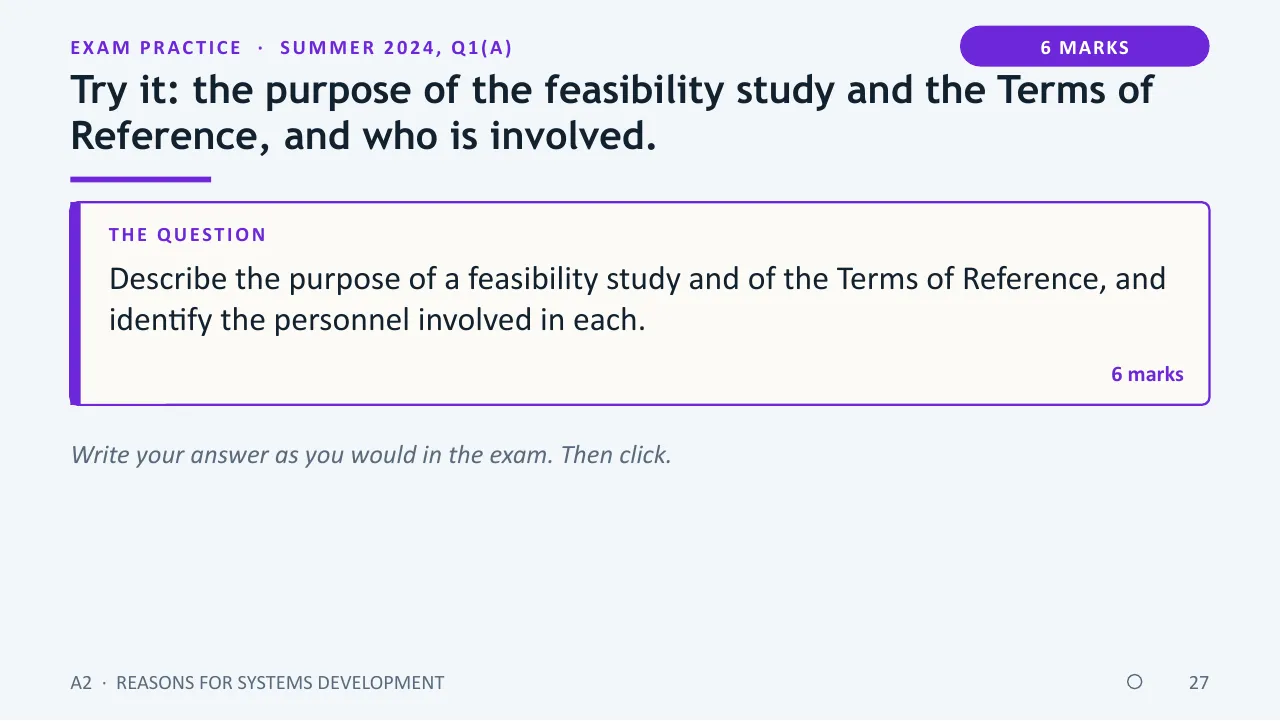 EXAM PRACTICE · SUMMER 2024, Q1(A)
6 MARKS
Try it: the purpose of the feasibility study and the Terms of
Reference, and who is involved.
THE QUESTION
Describe the purpose of a feasibility study and of the Terms of Reference, and
identify the personnel involved in each.
6 marks
Write your answer as you would in the exam. Then click.
A2 · REASONS FOR SYSTEMS DEVELOPMENT
27